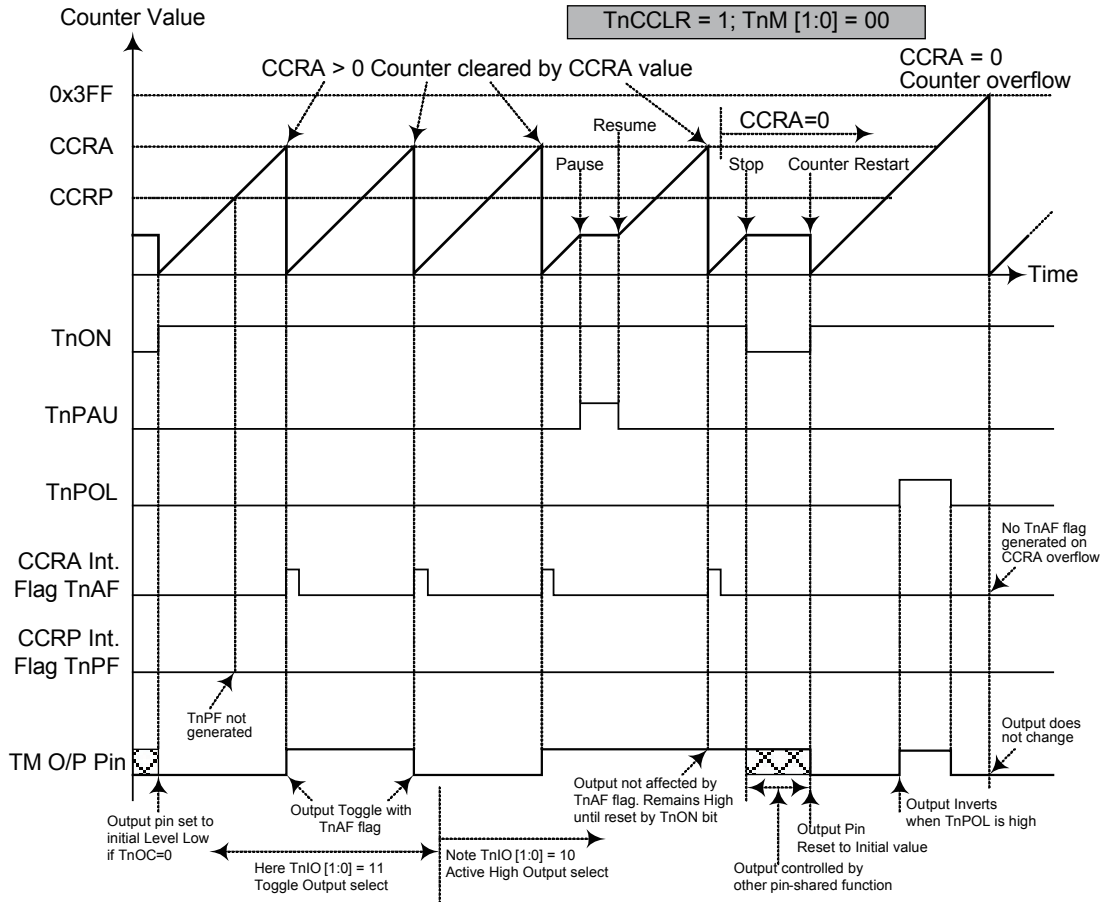 Counter Value
TnCCLR = 1; TnM [1:0] = 00
CCRA > 0 Counter cleared by CCRA value
CCRA = 0
Counter overflow
0x3FF
CCRA
CCRP
Resume
CCRA=0
Pause
Stop
Counter Restart
Time
TnON
TnPAU
TnPOL
No TnAF flag
generated on
CCRA overflow
CCRA Int.
Flag TnAF
CCRP Int.
Flag TnPF
TnPF not
generated
Output does
not change
TM O/P Pin
Output pin set to
initial Level Low
if TnOC=0
Output Toggle with
TnAF flag
Output not affected by
TnAF flag. Remains High
until reset by TnON bit
Output Inverts
when TnPOL is high
Output Pin
Reset to Initial value
Here TnIO [1:0] = 11
Toggle Output select
Note TnIO [1:0] = 10
Active High Output select
Output controlled by
other pin-shared function